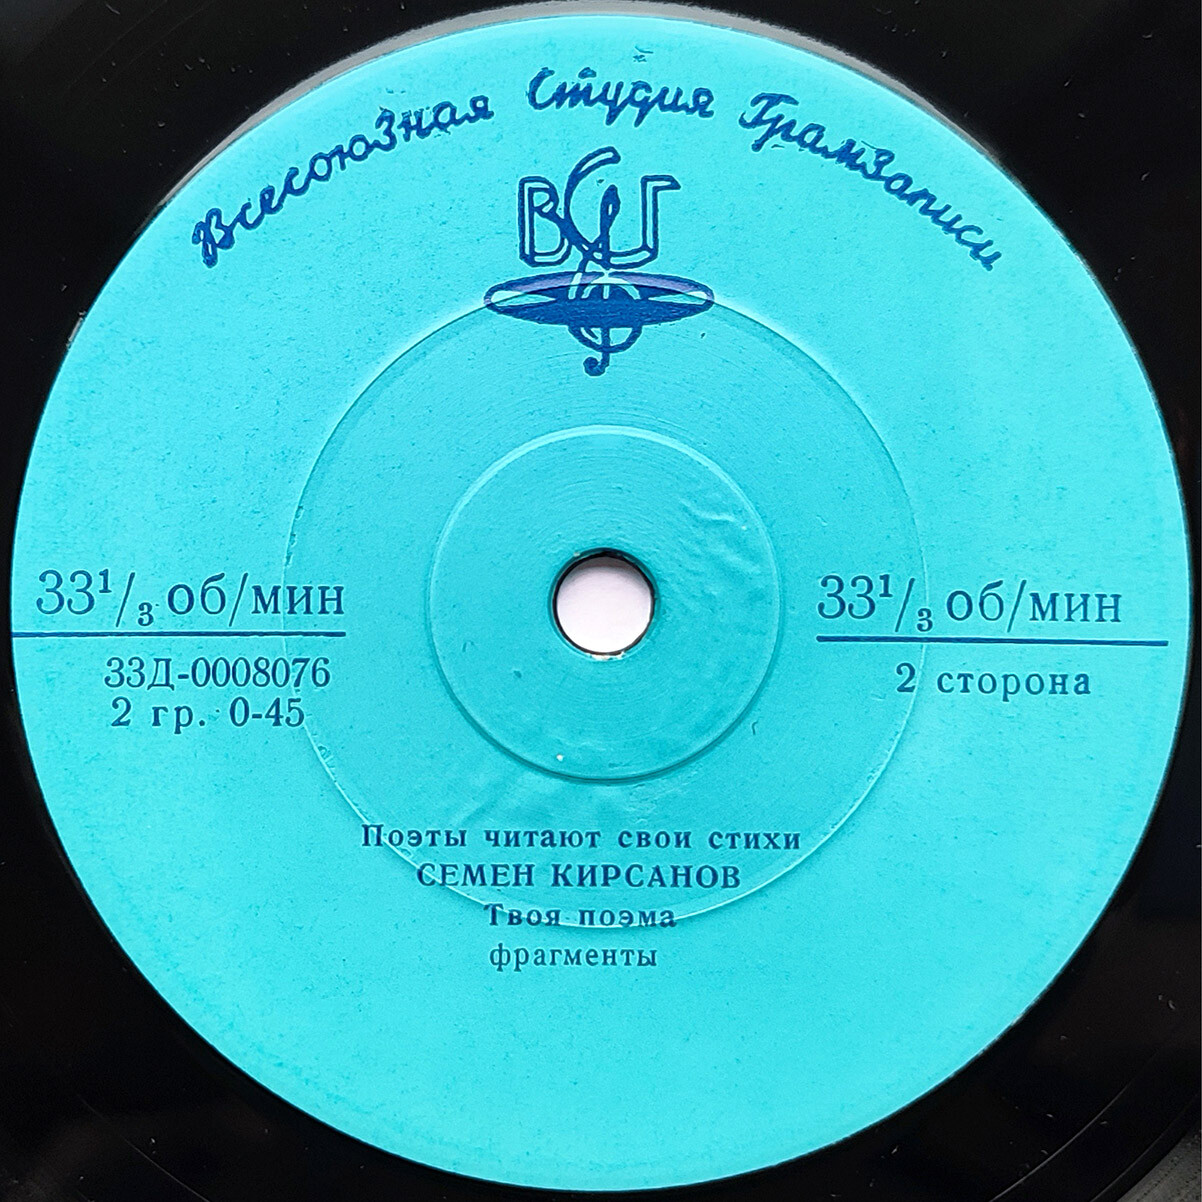 Всесоюзная Студия Грамзаписи
ВСГ
33¹/₃ об/мин
33Д-0008076
2 гр. 0-45
33¹/₃ об/мин
2 сторона
Поэты читают свои стихи
СЕМЕН КИРСАНОВ
Твоя поэма
фрагменты